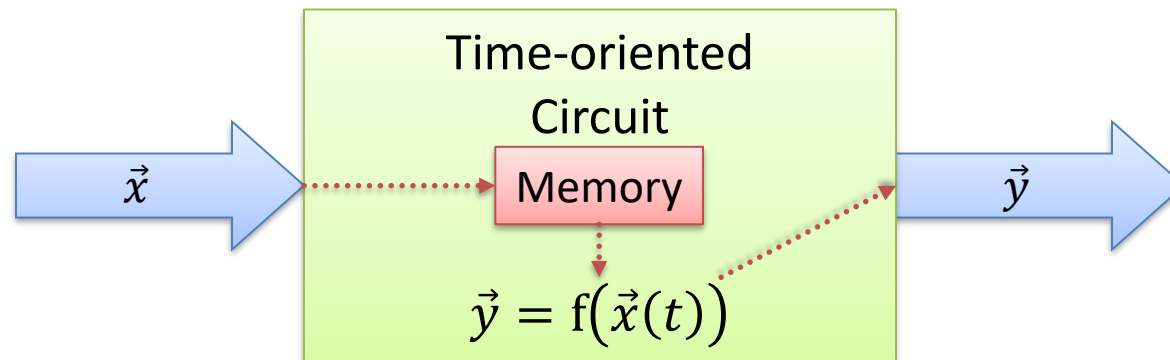 Time-oriented
Circuit
x⃗
Memory
y⃗
y⃗ = f(x⃗(t))